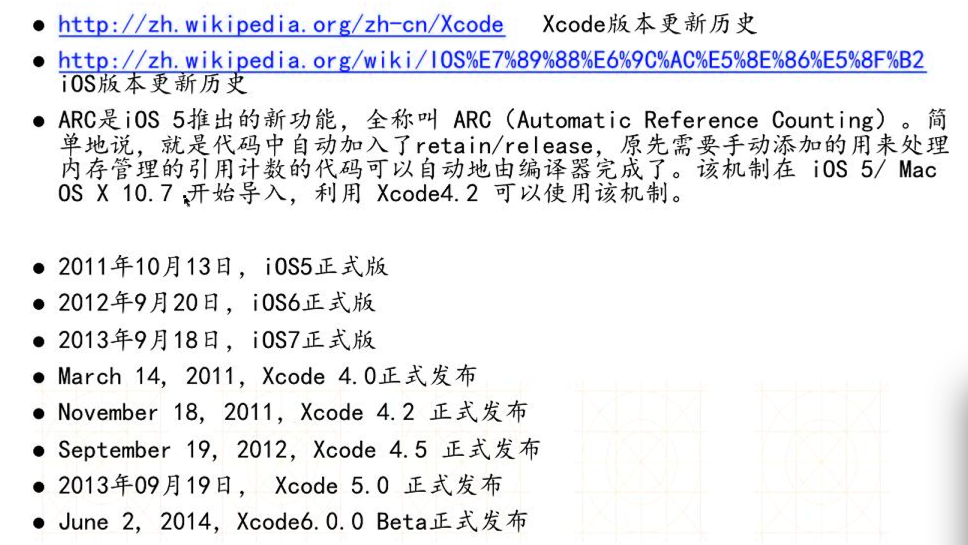 ● http://zh.wikipedia.org/zh-cn/Xcode Xcode版本更新历史
● http://zh.wikipedia.org/wiki/IOS%E7%89%88%E6%9C%AC%E5%8E%86%E5%8F%B2
iOS版本更新历史
● ARC是iOS 5推出的新功能，全称叫 ARC（Automatic Reference Counting）。简
单地说，就是代码中自动加入了retain/release，原先需要手动添加的用来处理
内存管理的引用计数的代码可以自动地由编译器完成了。该机制在 iOS 5/ Mac
OS X 10.7 开始导入，利用 Xcode4.2 可以使用该机制。
● 2011年10月13日，iOS5正式版
● 2012年9月20日，iOS6正式版
● 2013年9月18日，iOS7正式版
● March 14, 2011, Xcode 4.0正式发布
● November 18, 2011, Xcode 4.2 正式发布
● September 19, 2012, Xcode 4.5 正式发布
● 2013年09月19日， Xcode 5.0 正式发布
● June 2, 2014, Xcode6.0.0 Beta正式发布